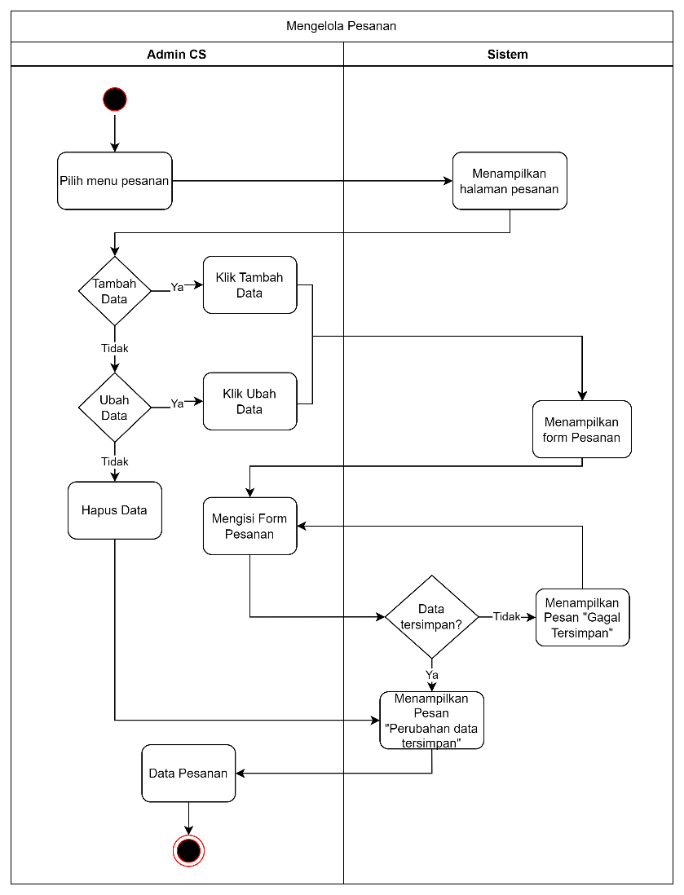 Mengelola Pesanan
Admin CS
Sistem
Pilih menu pesanan
Menampilkan
halaman pesanan
Tambah
Data
Ya
Klik Tambah
Data
Tidak
Ubah
Data
Ya
Klik Ubah
Data
Menampilkan
form Pesanan
Tidak
Hapus Data
Mengisi Form
Pesanan
Data
tersimpan?
Tidak
Menampilkan
Pesan "Gagal
Tersimpan"
Ya
Menampilkan
Pesan
"Perubahan data
tersimpan"
Data Pesanan